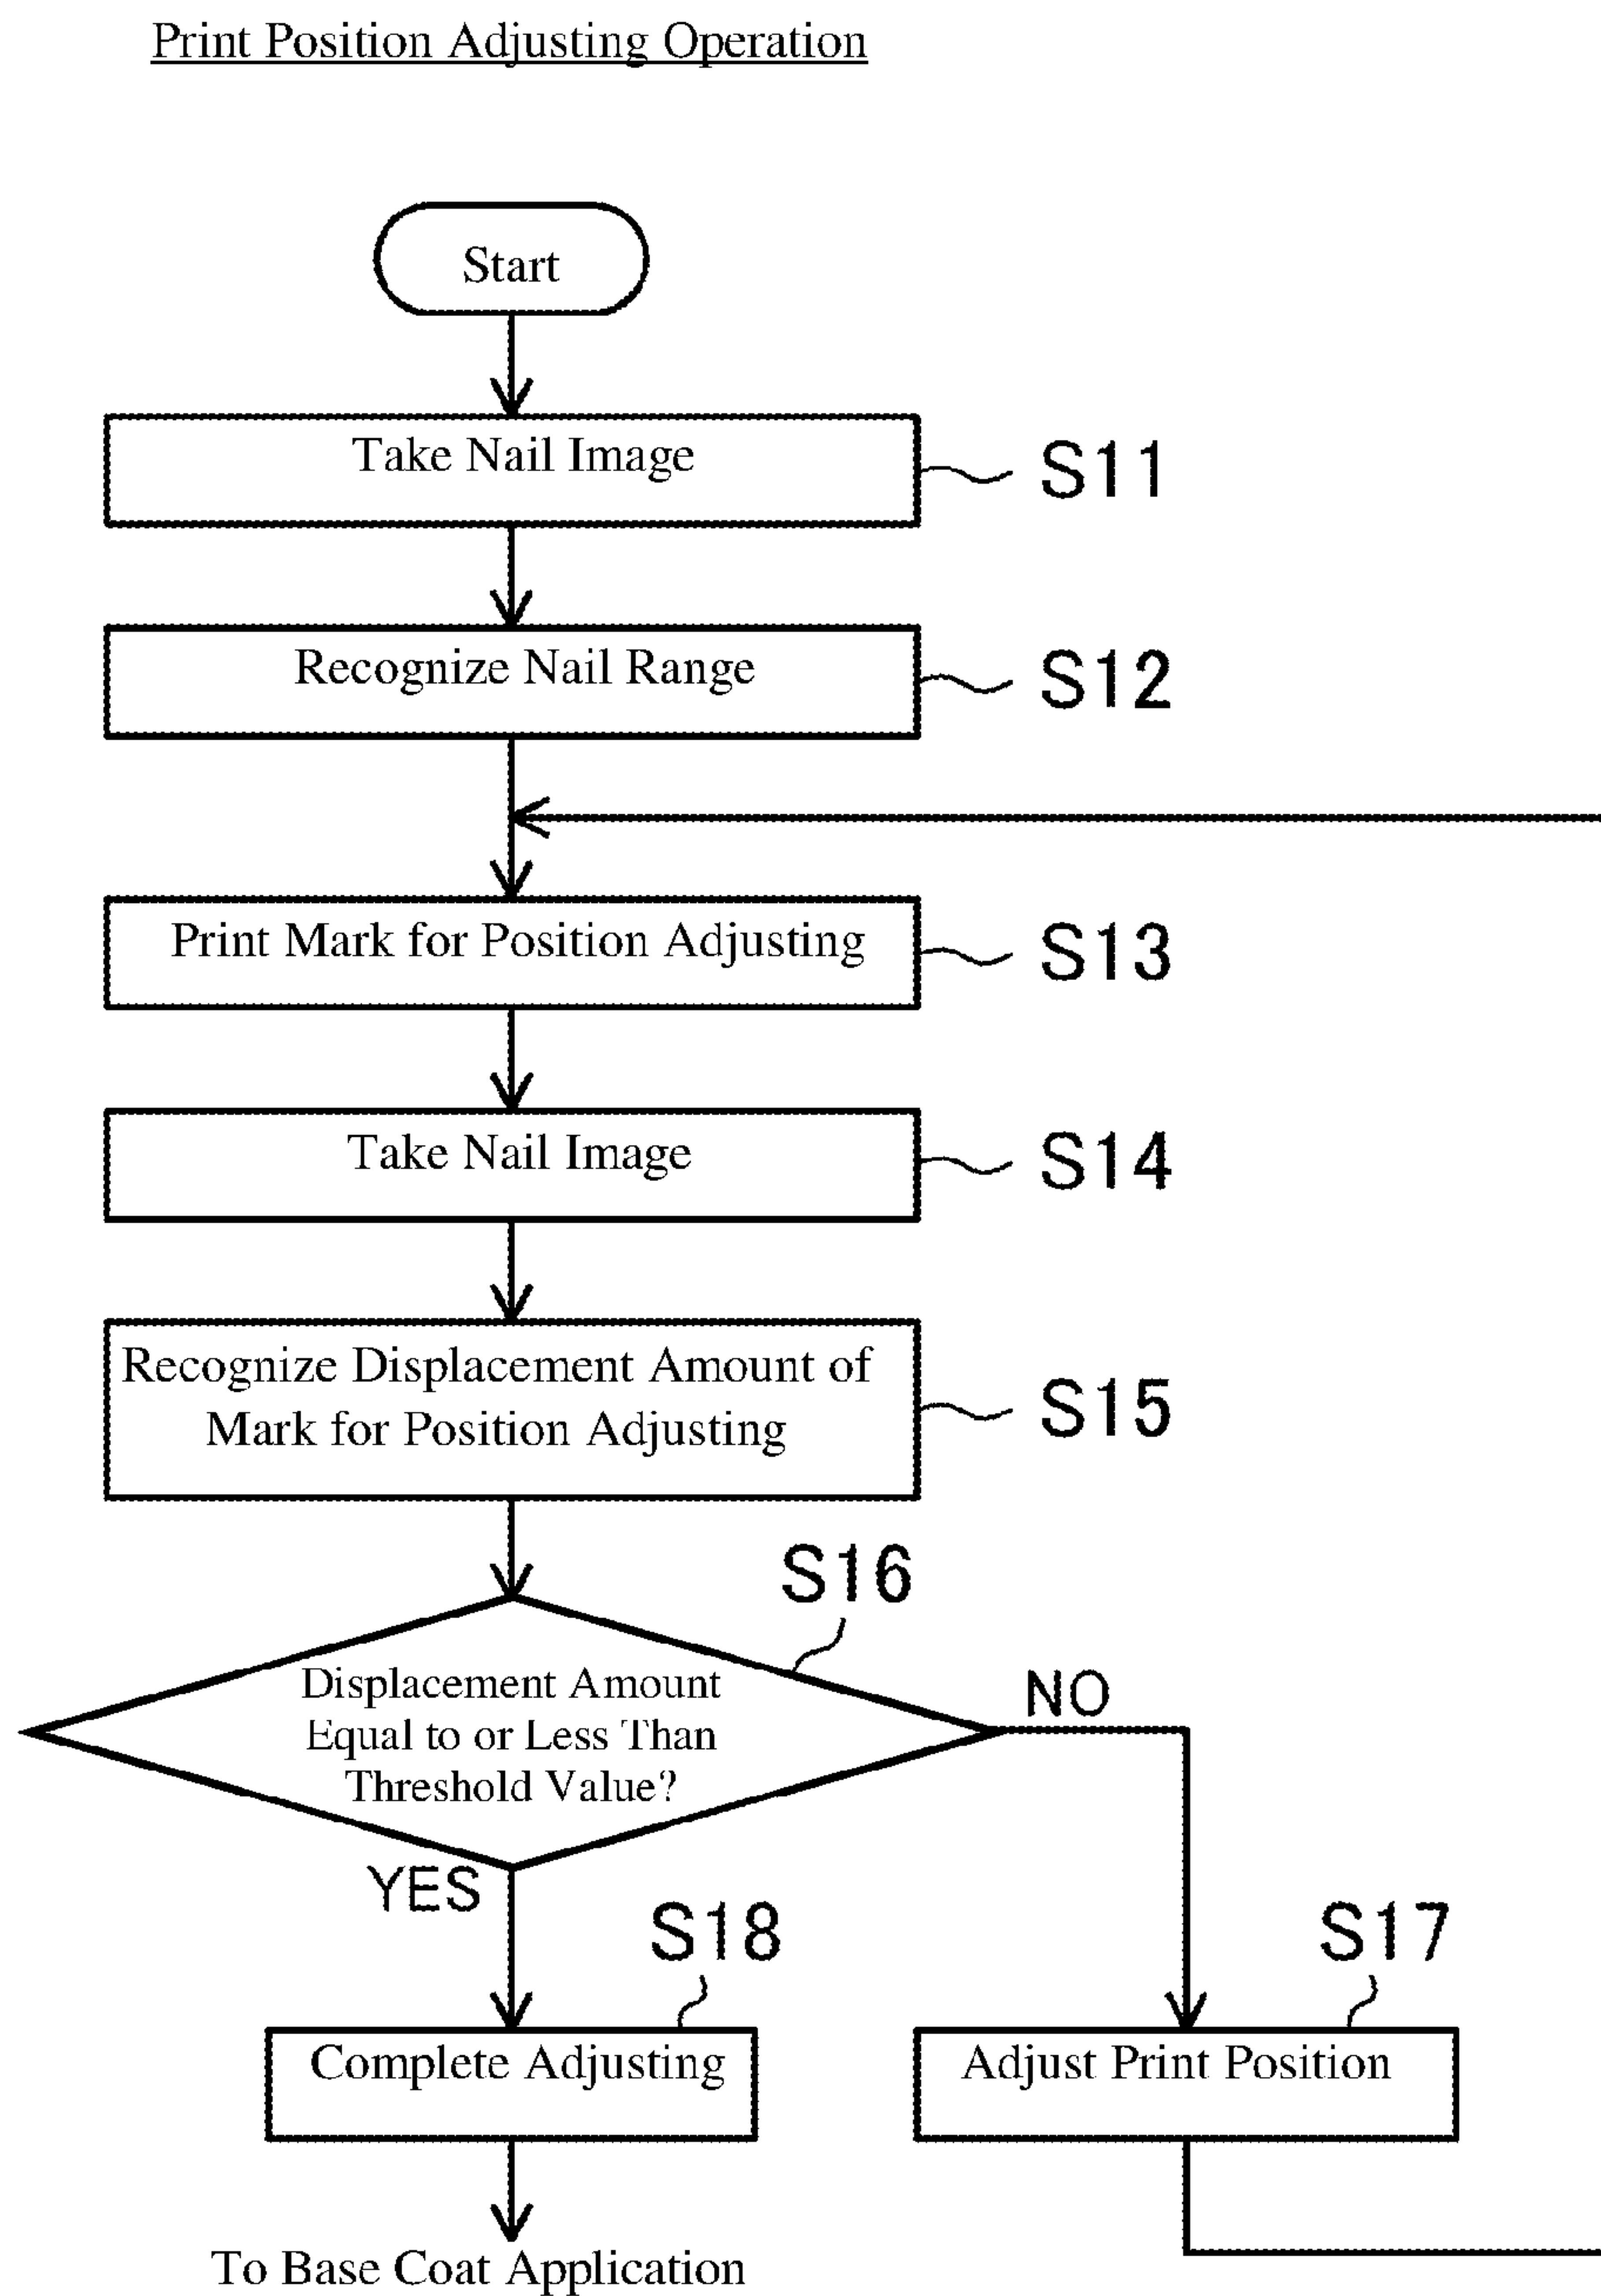 Print Position Adjusting Operation
Start
Take Nail Image
S11
Recognize Nail Range
S12
Print Mark for Position Adjusting
S13
Take Nail Image
S14
Recognize Displacement Amount of
Mark for Position Adjusting
S15
S16
Displacement Amount
Equal to or Less Than
Threshold Value?
NO
YES
S18
S17
Complete Adjusting
Adjust Print Position
To Base Coat Application